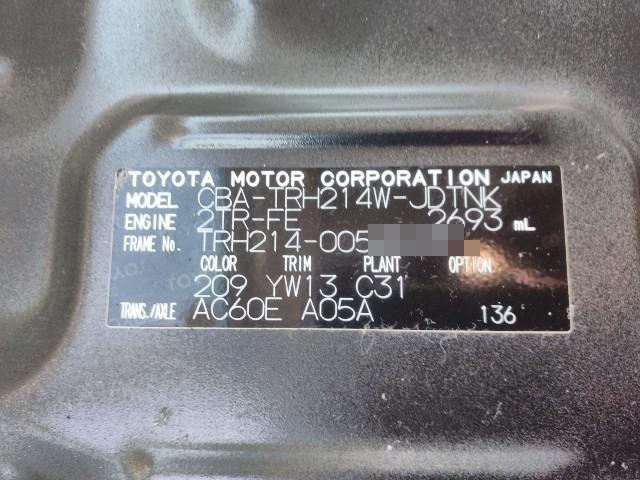 TOYOTA MOTOR CORPORATION JAPAN
MODEL CBA-TRH214W-JDTNK
ENGINE 2TR-FE 2693 mL
FRAME No. TRH214-005
COLOR TRIM PLANT OPTION
209 YW13 C31
TRANS./AXLE AC60E A05A 136